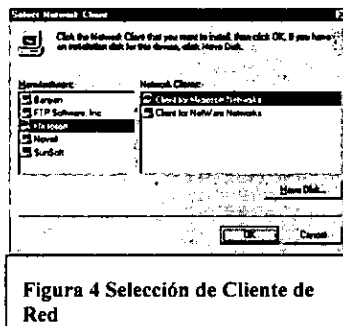 Select Network Client
Click the Network Client that you want to install, then click OK. If you have
an installation disk for this device, click Have Disk.
Manufacturers:
Network Clients:
Banyan
FTP Software, Inc
Microsoft
Novell
SunSoft
Client for Microsoft Networks
Client for NetWare Networks
Have Disk...
OK
Cancel
Figura 4 Selección de Cliente de
Red